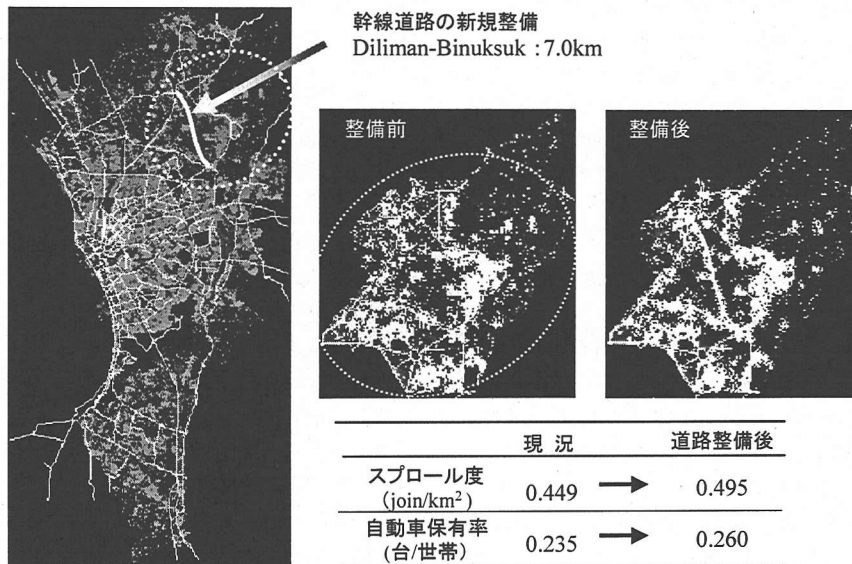 幹線道路の新規整備
Diliman-Binuksuk : 7.0km
整備前
整備後
現 況
道路整備後
スプロール度
(join/km²)
0.449
0.495
自動車保有率
(台/世帯)
0.235
0.260